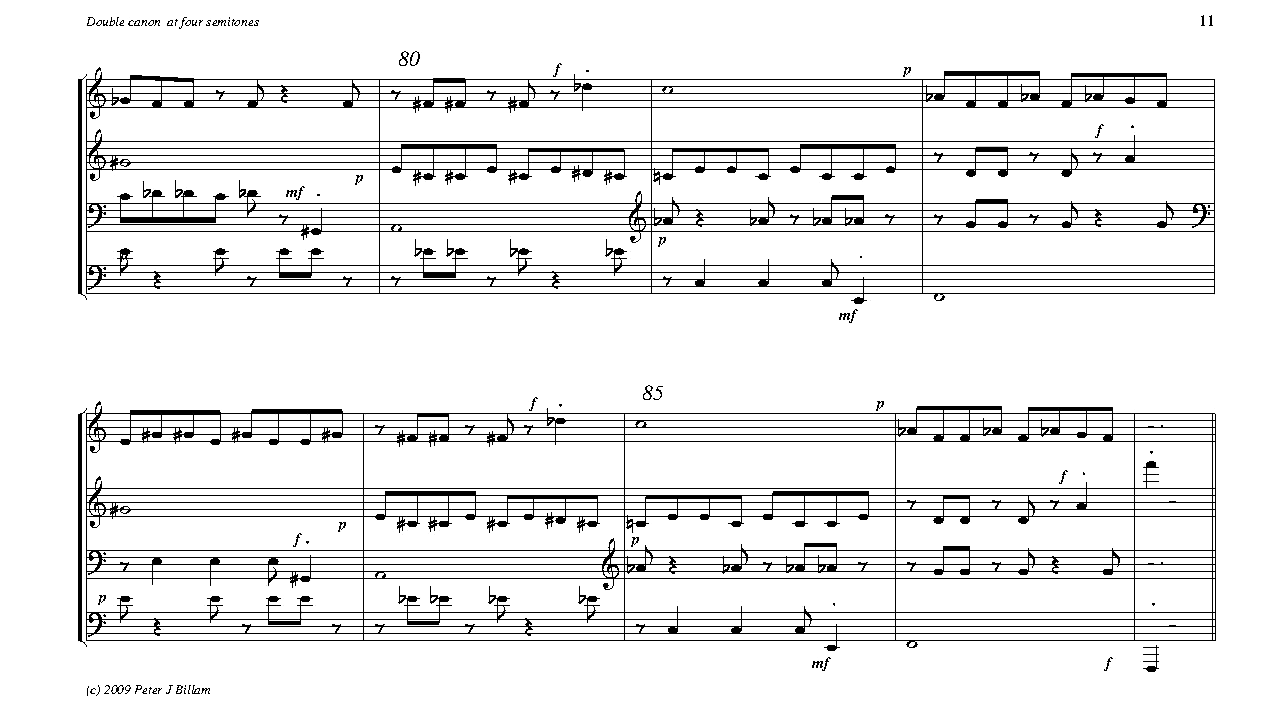 Double canon at four semitones 11
80
f p
f
p
mf
p
mf
85
f p
f
p
f p
p
mf f
(c) 2009 Peter J Billam